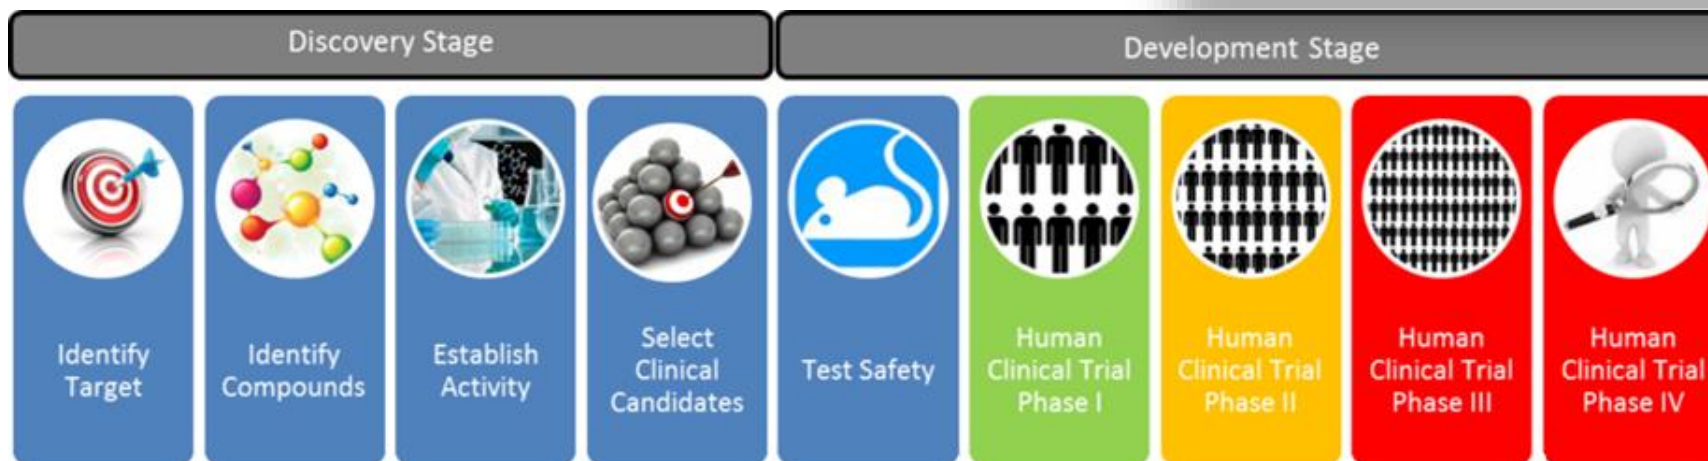 Discovery Stage
Development Stage
Identify
Target
Identify
Compounds
Establish
Activity
Select
Clinical
Candidates
Test Safety
Human
Clinical Trial
Phase I
Human
Clinical Trial
Phase II
Human
Clinical Trial
Phase III
Human
Clinical Trial
Phase IV